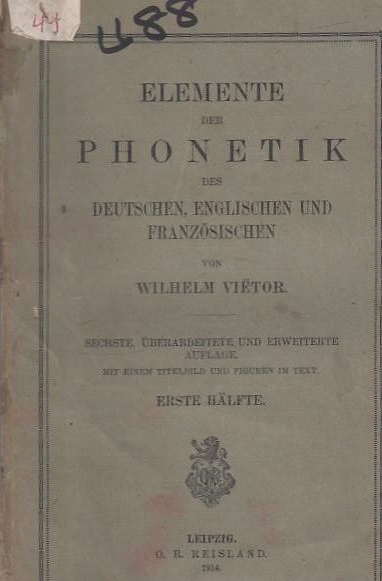 44
488
ELEMENTE
DER
PHONETIK
DES
DEUTSCHEN, ENGLISCHEN UND
FRANZÖSISCHEN
VON
WILHELM VIËTOR.
SECHSTE, ÜBERARBEITETE UND ERWEITERTE
AUFLAGE.
MIT EINEM TITELBILD UND FIGUREN IM TEXT.
ERSTE HÄLFTE.
LEIPZIG.
O. R. REISLAND.
1914.